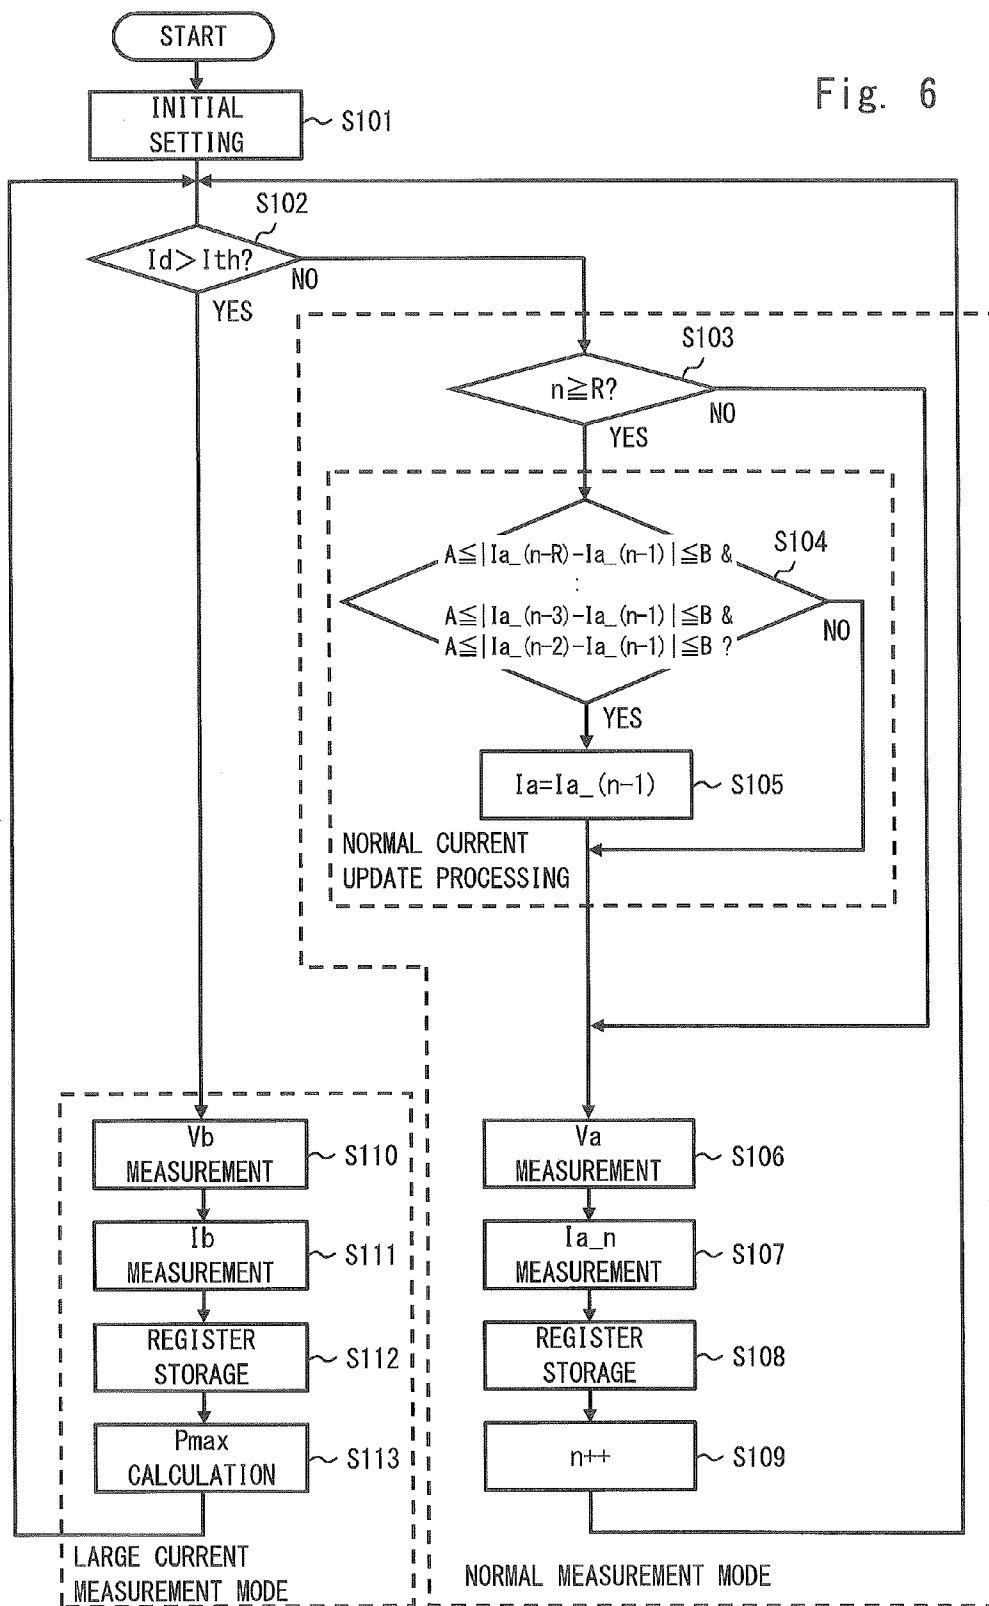 START
Fig. 6
INITIAL
SETTING
S101
S102
Id>Ith?
NO
YES
S103
n≧R?
NO
YES
S104
A≦|Ia_(n-R)-Ia_(n-1)|≦B &
:
A≦|Ia_(n-3)-Ia_(n-1)|≦B &
A≦|Ia_(n-2)-Ia_(n-1)|≦B ?
NO
YES
Ia=Ia_(n-1)
S105
NORMAL CURRENT
UPDATE PROCESSING
Vb
MEASUREMENT
S110
Va
MEASUREMENT
S106
Ib
MEASUREMENT
S111
Ia_n
MEASUREMENT
S107
REGISTER
STORAGE
S112
REGISTER
STORAGE
S108
Pmax
CALCULATION
S113
n++
S109
LARGE CURRENT
MEASUREMENT MODE
NORMAL MEASUREMENT MODE